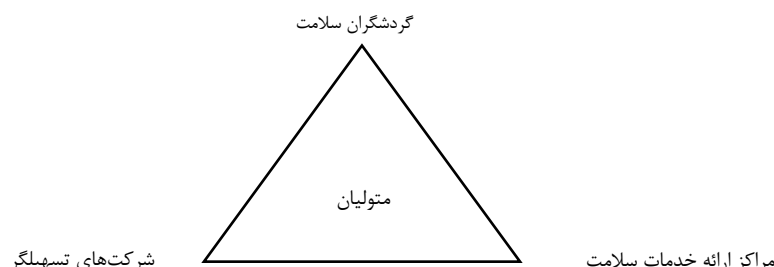 گردشگران سلامت
متولیان
مراکز ارائه خدمات سلامت
شرکت‌های تسهیلگر